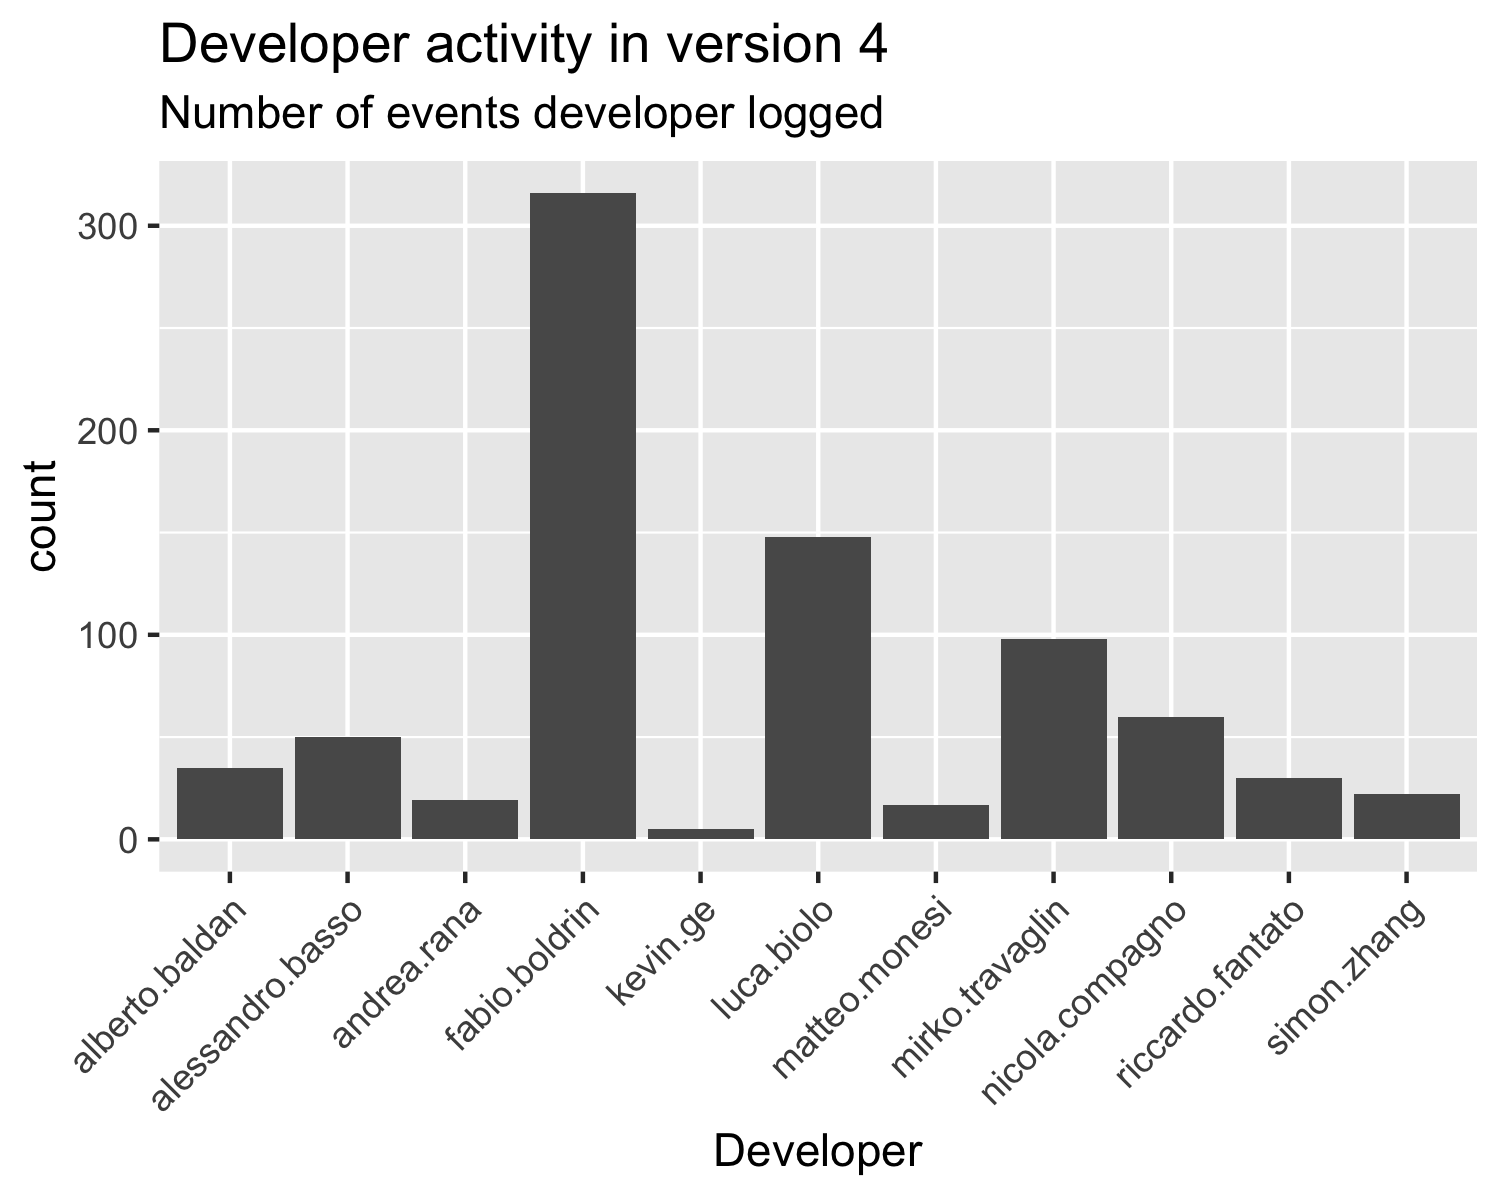 Developer activity in version 4
Number of events developer logged
count
300
200
100
0
alberto.baldan
alessandro.basso
andrea.rana
fabio.boldrin
kevin.ge
luca.biolo
matteo.monesi
mirko.travaglin
nicola.compagno
riccardo.fantato
simon.zhang
Developer